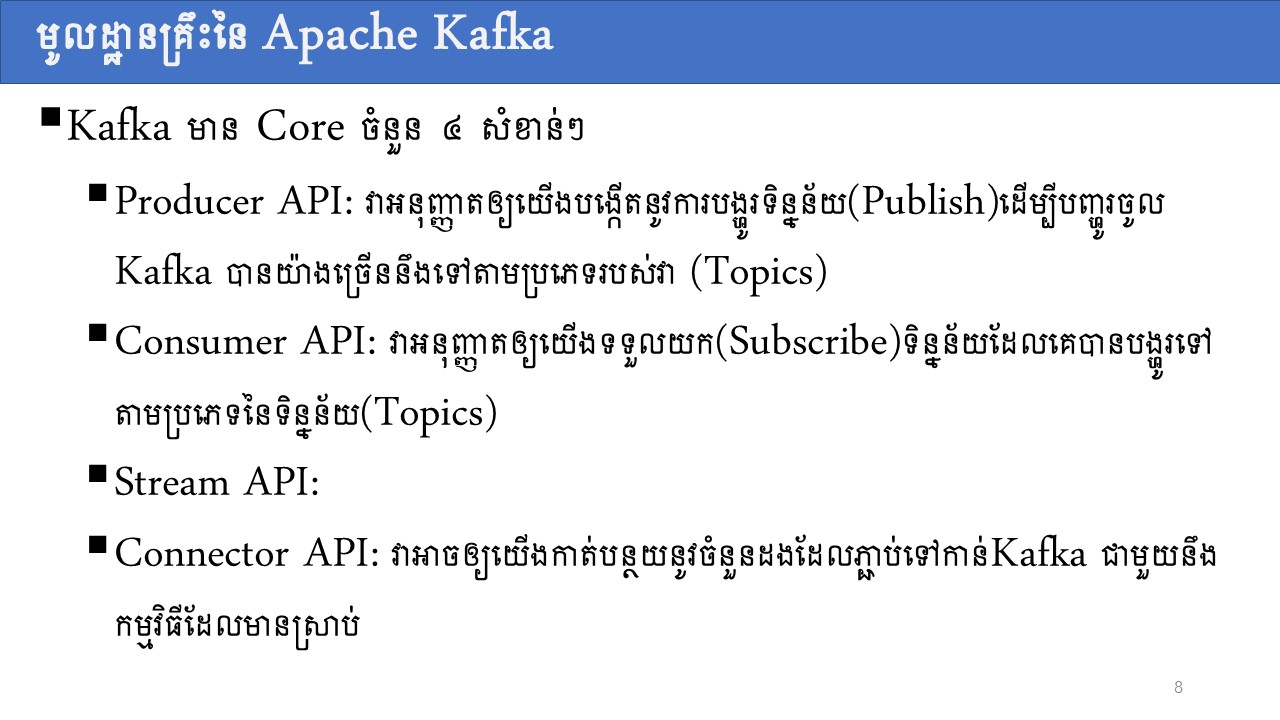 មូលដ្ឋានគ្រឹះនៃ Apache Kafka
Kafka មាន Core ចំនួន ៤ សំខាន់ៗ
Producer API: វាអនុញ្ញាតឲ្យយើងបង្កើតនូវការបង្ហូរទិន្នន័យ(Publish)ដើម្បីបញ្ហូរចូល
Kafka បានយ៉ាងច្រើននឹងទៅតាមប្រភេទរបស់វា (Topics)
Consumer API: វាអនុញ្ញាតឲ្យយើងទទួលយក(Subscribe)ទិន្នន័យដែលគេបានបង្ហូរទៅ
តាមប្រភេទនៃទិន្នន័យ(Topics)
Stream API:
Connector API: វាអាចឲ្យយើងកាត់បន្ថយនូវចំនួនដងដែលភ្ជាប់ទៅកាន់Kafka ជាមួយនឹង
កម្មវិធីដែលមានស្រាប់
8